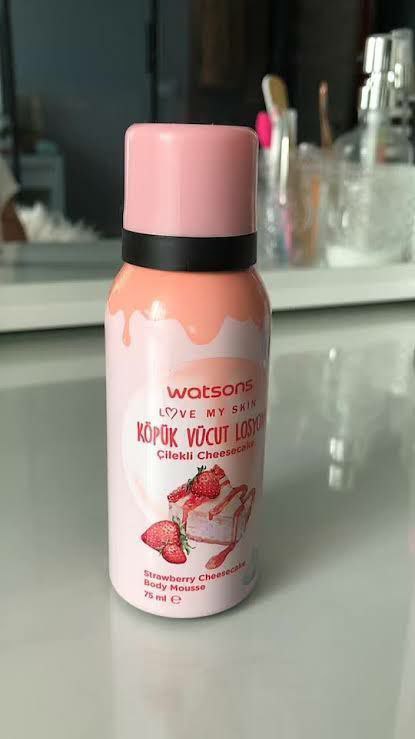 watsons
LOVE MY SKIN
KÖPÜK VÜCUT LOSYONU
Çilekli Cheesecake
Strawberry Cheesecake
Body Mousse
75 ml ℮